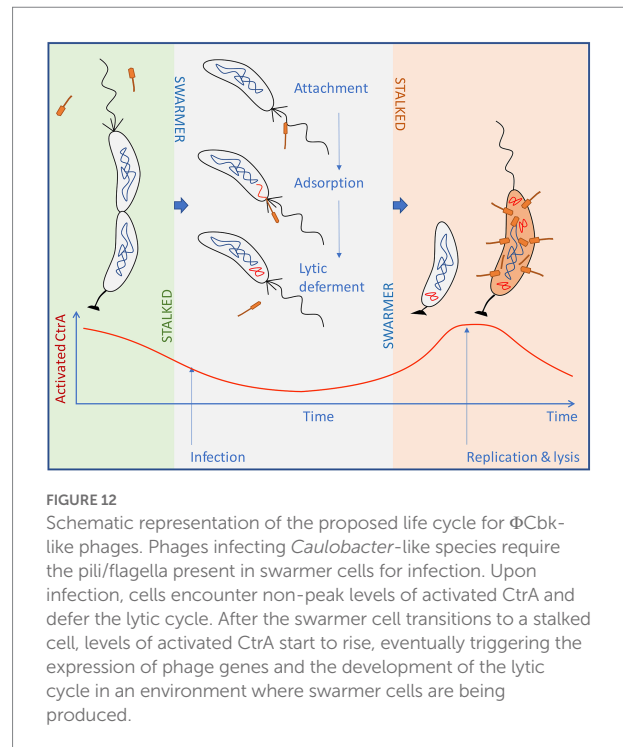 SWARMER
STALKED
Attachment
Adsorption
Lytic
deferment
STALKED
SWARMER
Activated CtrA
Time
Time
Infection
Replication & lysis
FIGURE 12
Schematic representation of the proposed life cycle for ΦCbk-
like phages. Phages infecting Caulobacter-like species require
the pili/flagella present in swarmer cells for infection. Upon
infection, cells encounter non-peak levels of activated CtrA and
defer the lytic cycle. After the swarmer cell transitions to a stalked
cell, levels of activated CtrA start to rise, eventually triggering the
expression of phage genes and the development of the lytic
cycle in an environment where swarmer cells are being
produced.